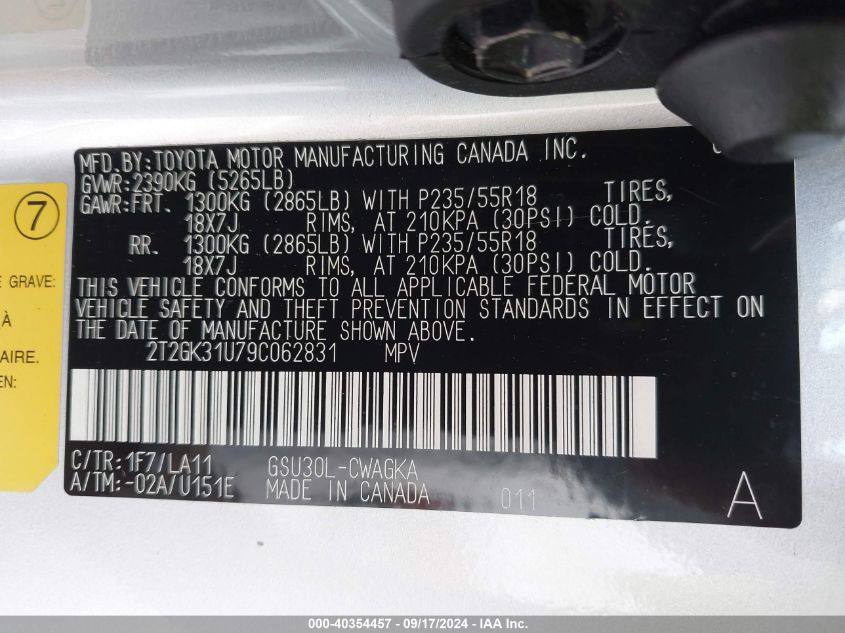 MFD.BY:TOYOTA MOTOR MANUFACTURING CANADA INC.
GVWR:2390KG (5265LB)
GAWR:FRT. 1300KG (2865LB) WITH P235/55R18 TIRES,
18X7J RIMS, AT 210KPA (30PSI) COLD.
RR. 1300KG (2865LB) WITH P235/55R18 TIRES,
18X7J RIMS, AT 210KPA (30PSI) COLD.
THIS VEHICLE CONFORMS TO ALL APPLICABLE FEDERAL MOTOR
VEHICLE SAFETY AND THEFT PREVENTION STANDARDS IN EFFECT ON
THE DATE OF MANUFACTURE SHOWN ABOVE.
2T2GK31U79C062831 MPV
C/TR:1F7/LA11 GSU30L-CWAGKA
A/TM:-02A/U151E MADE IN CANADA 011 A
7
E GRAVE:
À
AIRE.
EN:
000-40354457 - 09/17/2024 - IAA Inc.